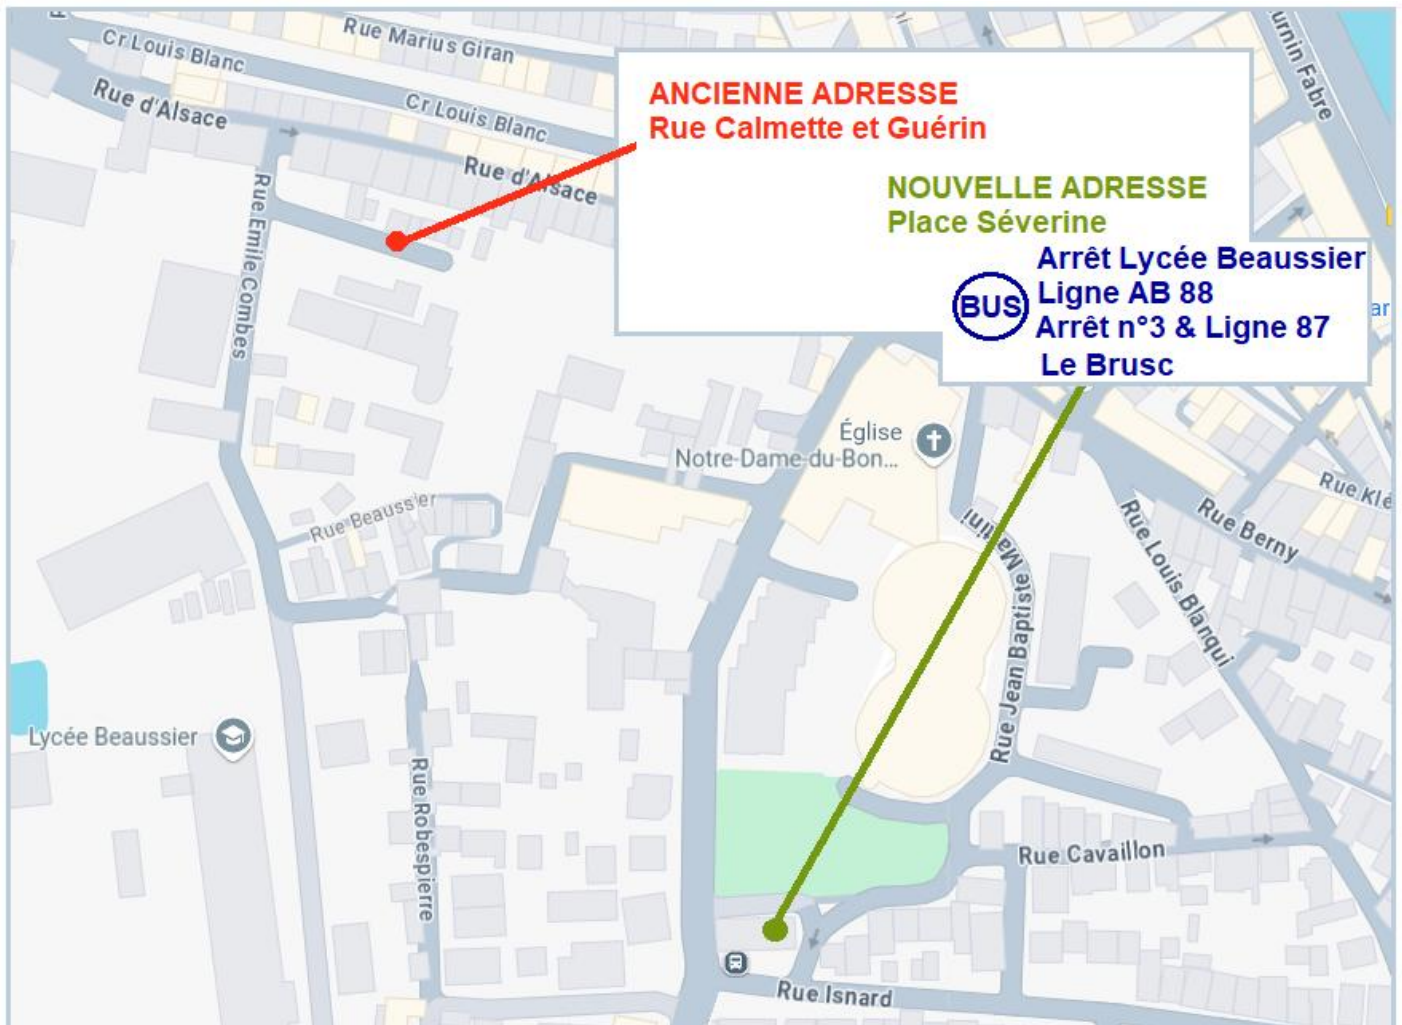 Rue Marius Giran
Cr Louis Blanc
Rue d'Alsace
Cr Louis Blanc
Rue d'Alsace
ANCIENNE ADRESSE
Rue Calmette et Guérin
NOUVELLE ADRESSE
Place Séverine
BUS
Arrêt Lycée Beaussier
Ligne AB 88
Arrêt n°3 & Ligne 87
Le Brusc
Rue Emile Combes
Église
Notre-Dame-du-Bon...
Rue Beaussier
Rue Jean Baptiste Martini
Rue Louis Blanqui
Rue Berny
Lycée Beaussier
Rue Robespierre
Rue Cavaillon
Rue Isnard